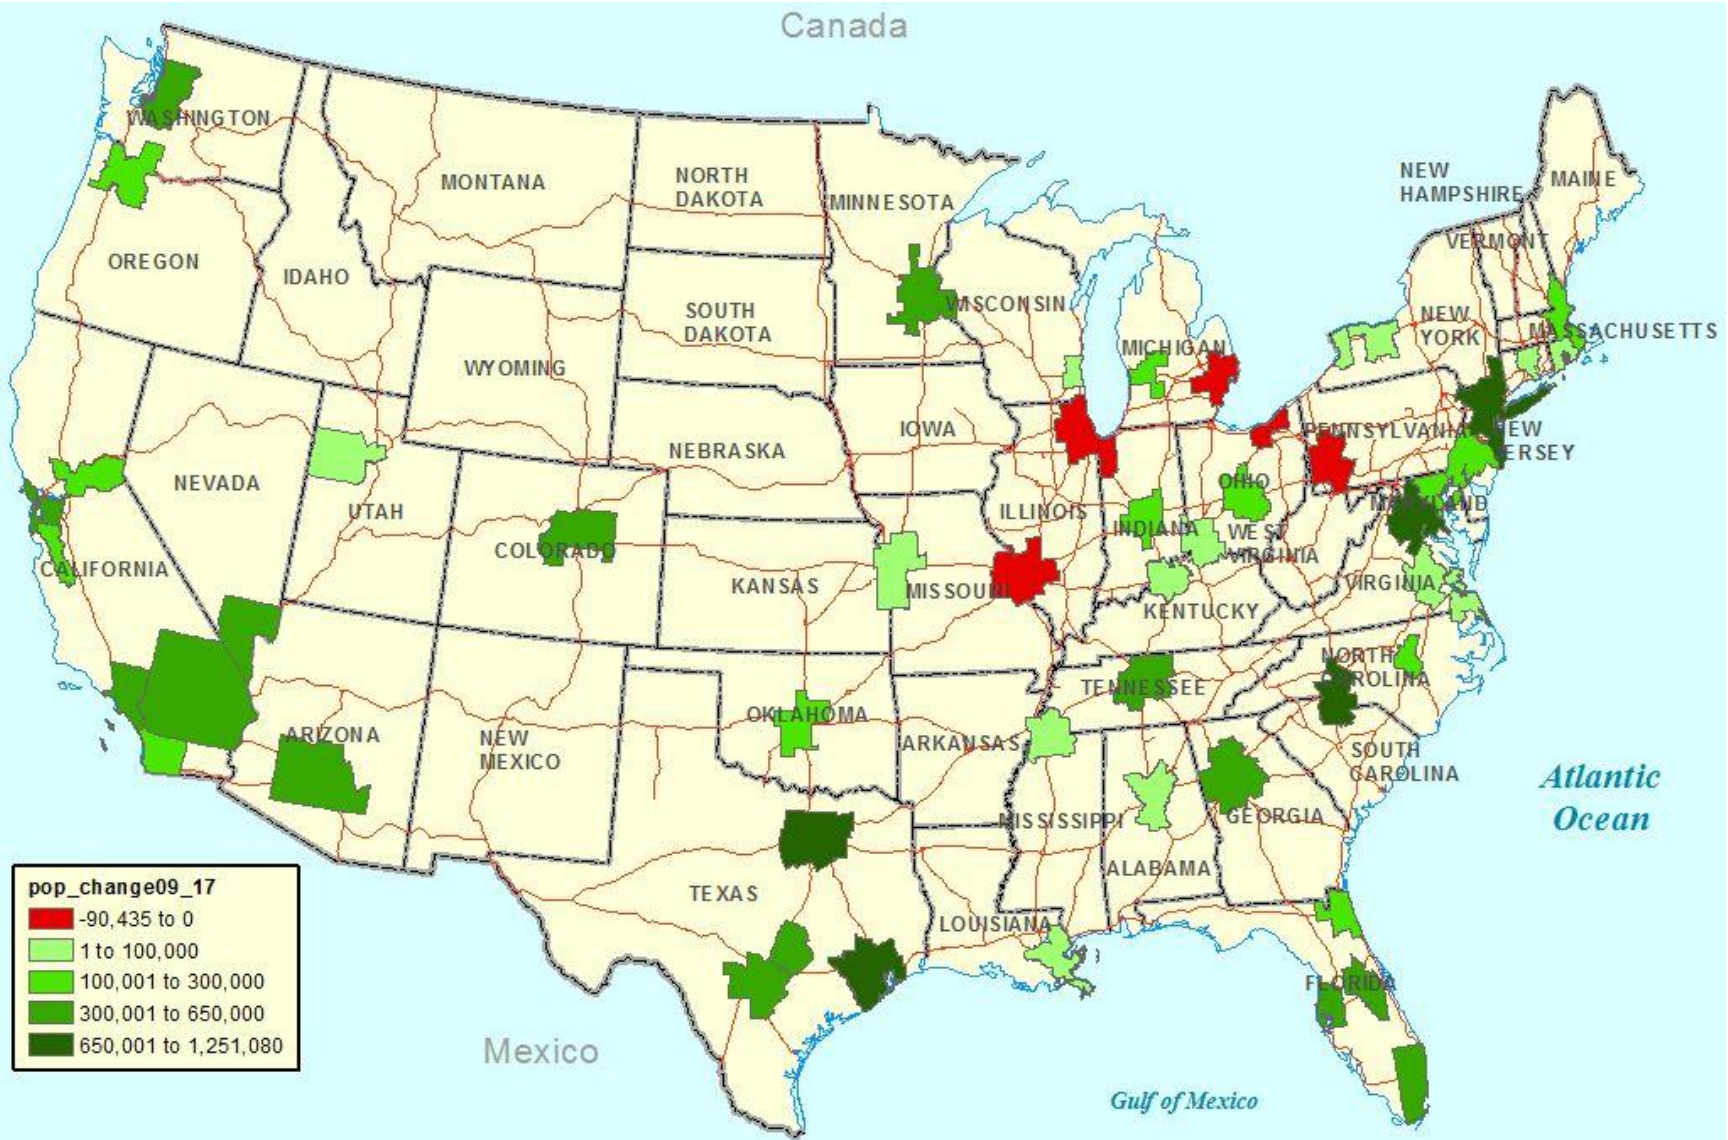 Canada
WASHINGTON
MONTANA
NORTH
DAKOTA
MINNESOTA
NEW
HAMPSHIRE
MAINE
VERMONT
OREGON
IDAHO
SOUTH
DAKOTA
WISCONSIN
MICHIGAN
NEW
YORK
MASSACHUSETTS
WYOMING
IOWA
PENNSYLVANIA
NEW
JERSEY
NEBRASKA
NEVADA
UTAH
COLORADO
ILLINOIS
INDIANA
OHIO
MARYLAND
WEST
VIRGINIA
CALIFORNIA
KANSAS
MISSOURI
VIRGINIA
KENTUCKY
NORTH
CAROLINA
TENNESSEE
ARIZONA
NEW
MEXICO
OKLAHOMA
ARKANSAS
SOUTH
CAROLINA
Atlantic
Ocean
MISSISSIPPI
GEORGIA
ALABAMA
TEXAS
LOUISIANA
FLORIDA
pop_change09_17
-90,435 to 0
1 to 100,000
100,001 to 300,000
300,001 to 650,000
650,001 to 1,251,080
Mexico
Gulf of Mexico